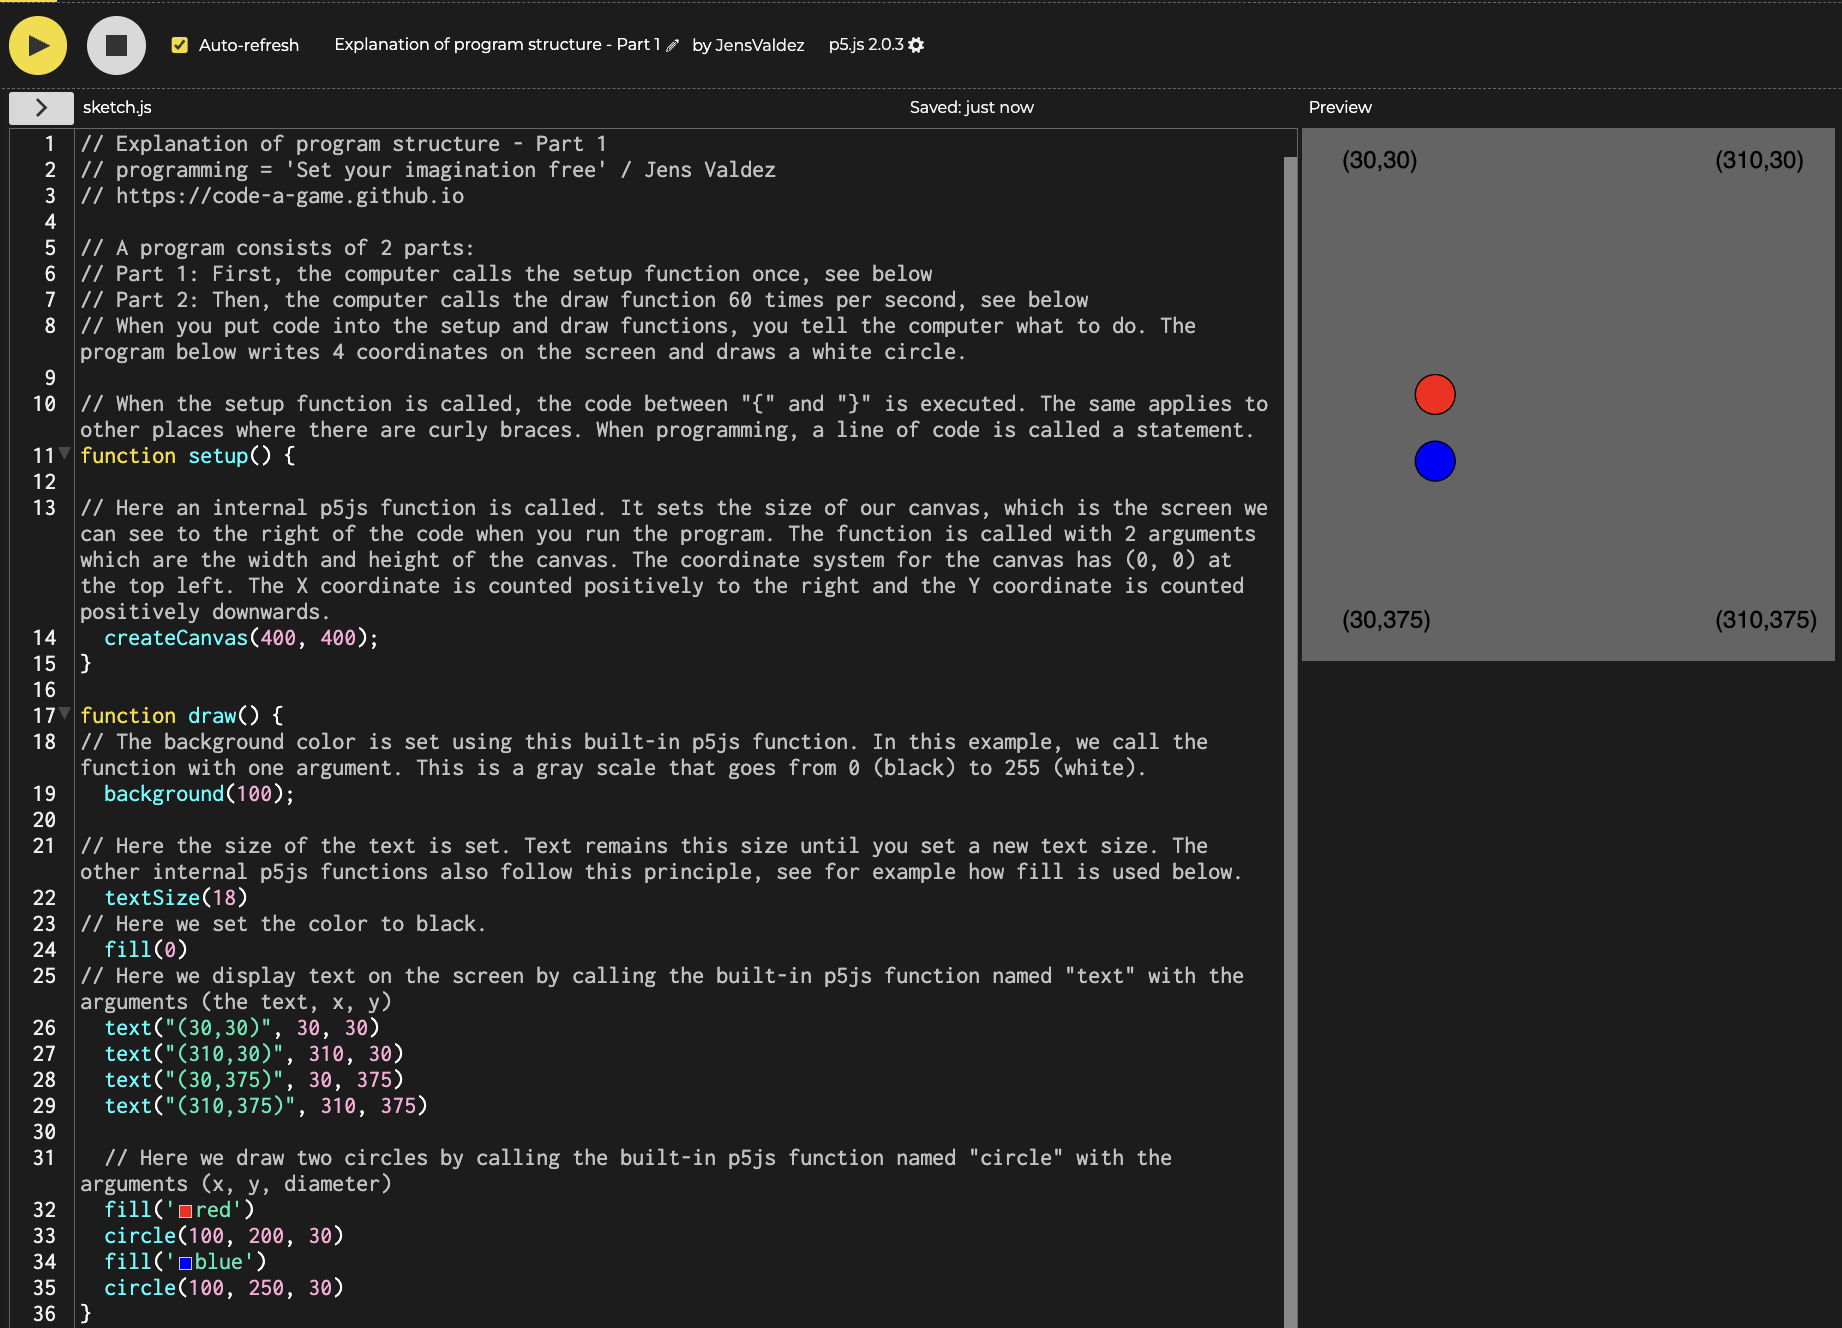 Auto-refresh Explanation of program structure - Part 1 by JensValdez p5.js 2.0.3
sketch.js Saved: just now Preview
1 // Explanation of program structure - Part 1
2 // programming = 'Set your imagination free' / Jens Valdez
3 // https://code-a-game.github.io
4
5 // A program consists of 2 parts:
6 // Part 1: First, the computer calls the setup function once, see below
7 // Part 2: Then, the computer calls the draw function 60 times per second, see below
8 // When you put code into the setup and draw functions, you tell the computer what to do. The
program below writes 4 coordinates on the screen and draws a white circle.
9
10 // When the setup function is called, the code between "{" and "}" is executed. The same applies to
other places where there are curly braces. When programming, a line of code is called a statement.
11 function setup() {
12
13 // Here an internal p5js function is called. It sets the size of our canvas, which is the screen we
can see to the right of the code when you run the program. The function is called with 2 arguments
which are the width and height of the canvas. The coordinate system for the canvas has (0, 0) at
the top left. The X coordinate is counted positively to the right and the Y coordinate is counted
positively downwards.
14   createCanvas(400, 400);
15 }
16
17 function draw() {
18 // The background color is set using this built-in p5js function. In this example, we call the
function with one argument. This is a gray scale that goes from 0 (black) to 255 (white).
19   background(100);
20
21 // Here the size of the text is set. Text remains this size until you set a new text size. The
other internal p5js functions also follow this principle, see for example how fill is used below.
22   textSize(18)
23 // Here we set the color to black.
24   fill(0)
25 // Here we display text on the screen by calling the built-in p5js function named "text" with the
arguments (the text, x, y)
26   text("(30,30)", 30, 30)
27   text("(310,30)", 310, 30)
28   text("(30,375)", 30, 375)
29   text("(310,375)", 310, 375)
30
31   // Here we draw two circles by calling the built-in p5js function named "circle" with the
arguments (x, y, diameter)
32   fill('red')
33   circle(100, 200, 30)
34   fill('blue')
35   circle(100, 250, 30)
36 }
(30,30) (310,30)
(30,375) (310,375)